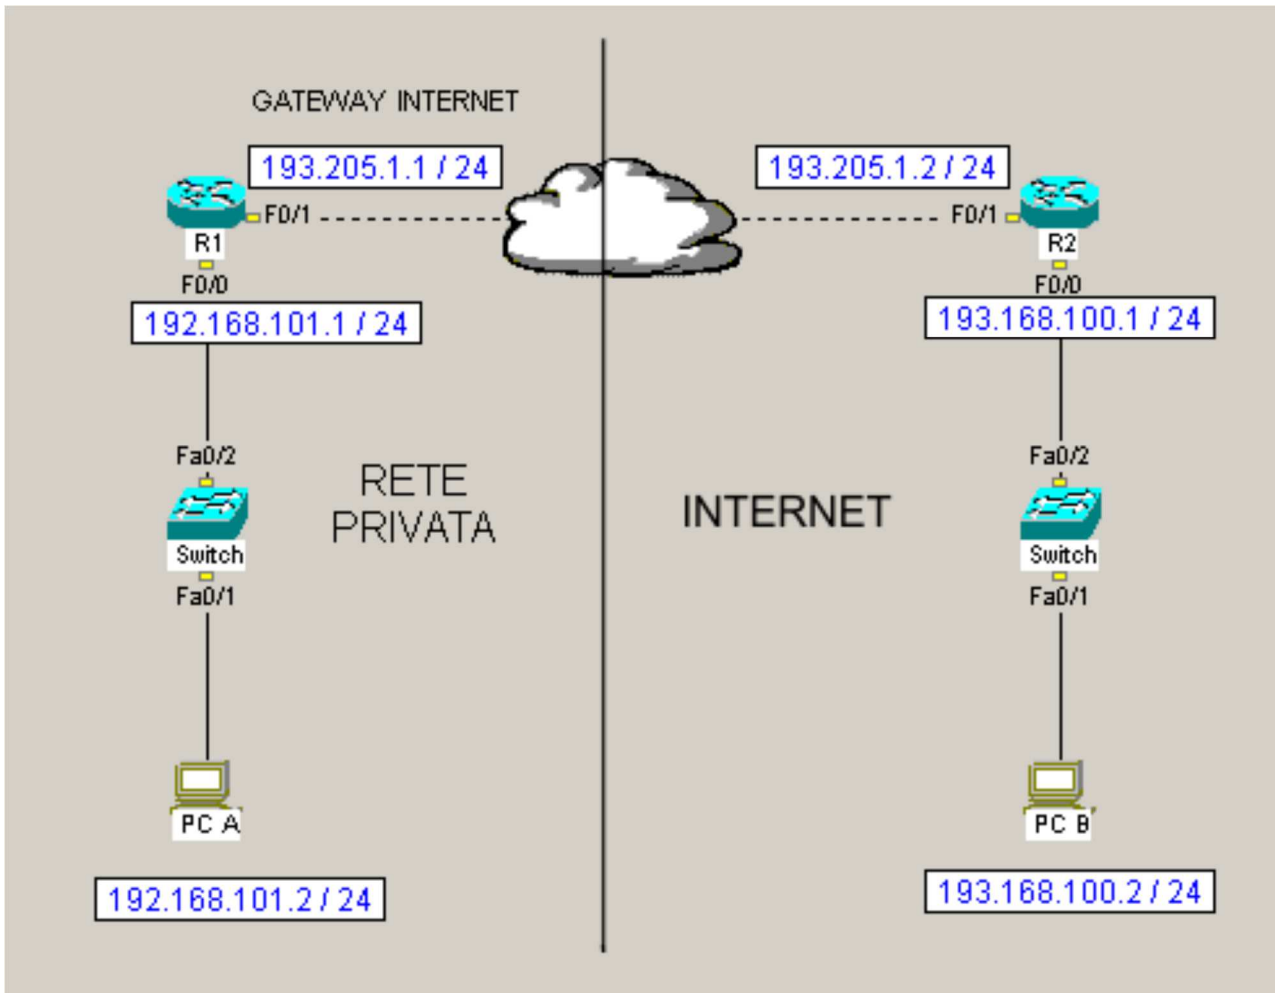 GATEWAY INTERNET
193.205.1.1 / 24
193.205.1.2 / 24
F0/1
F0/1
R1
R2
F0/0
F0/0
192.168.101.1 / 24
193.168.100.1 / 24
Fa0/2
Fa0/2
RETE
PRIVATA
INTERNET
Switch
Switch
Fa0/1
Fa0/1
PC A
PC B
192.168.101.2 / 24
193.168.100.2 / 24